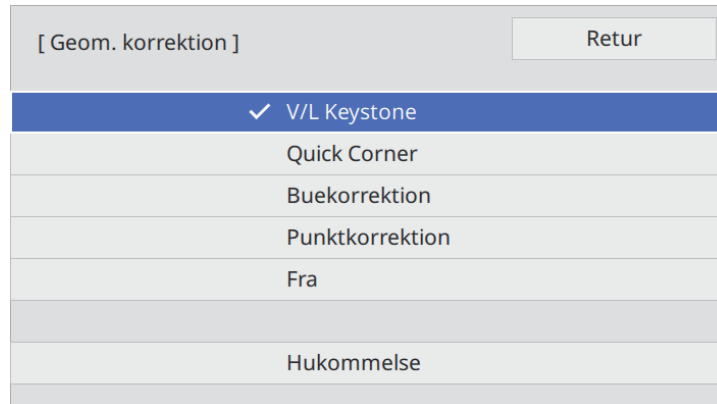 [ Geom. korrektion ]
Retur
✓ V/L Keystone
Quick Corner
Buekorrektion
Punktkorrektion
Fra
Hukommelse